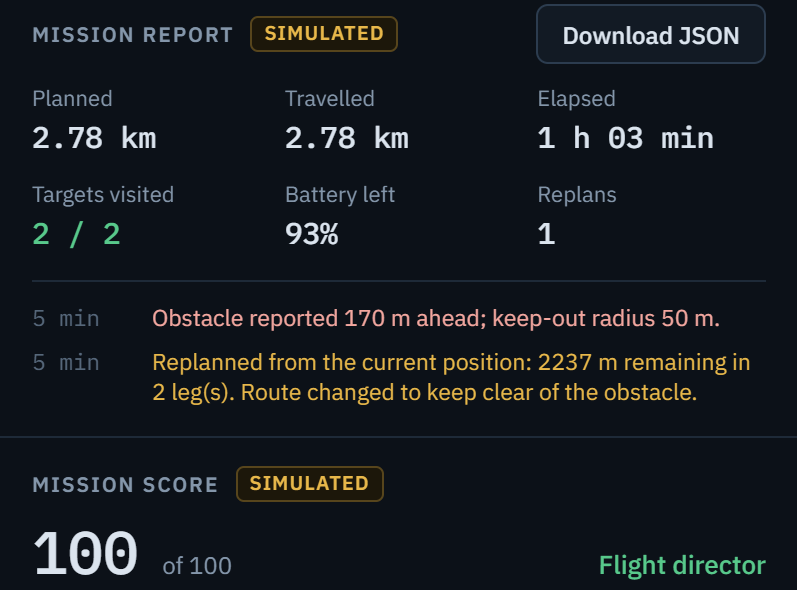 MISSION REPORT SIMULATED Download JSON
Planned Travelled Elapsed
2.78 km 2.78 km 1 h 03 min
Targets visited Battery left Replans
2 / 2 93% 1
5 min Obstacle reported 170 m ahead; keep-out radius 50 m.
5 min Replanned from the current position: 2237 m remaining in
2 leg(s). Route changed to keep clear of the obstacle.
MISSION SCORE SIMULATED
100 of 100 Flight director